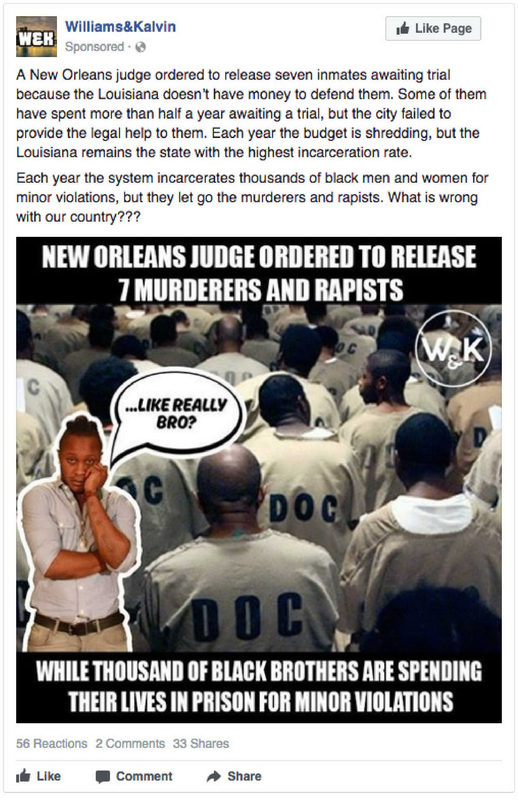 WEK
Williams&Kalvin
Like Page
Sponsored ·
A New Orleans judge ordered to release seven inmates awaiting trial
because the Louisiana doesn't have money to defend them. Some of them
have spent more than half a year awaiting a trial, but the city failed to
provide the legal help to them. Each year the budget is shredding, but the
Louisiana remains the state with the highest incarceration rate.
Each year the system incarcerates thousands of black men and women for
minor violations, but they let go the murderers and rapists. What is wrong
with our country???
NEW ORLEANS JUDGE ORDERED TO RELEASE
7 MURDERERS AND RAPISTS
W&K
...LIKE REALLY
BRO?
C
OC
DOC
D
DOC
WHILE THOUSAND OF BLACK BROTHERS ARE SPENDING
THEIR LIVES IN PRISON FOR MINOR VIOLATIONS
56 Reactions 2 Comments 33 Shares
Like Comment Share